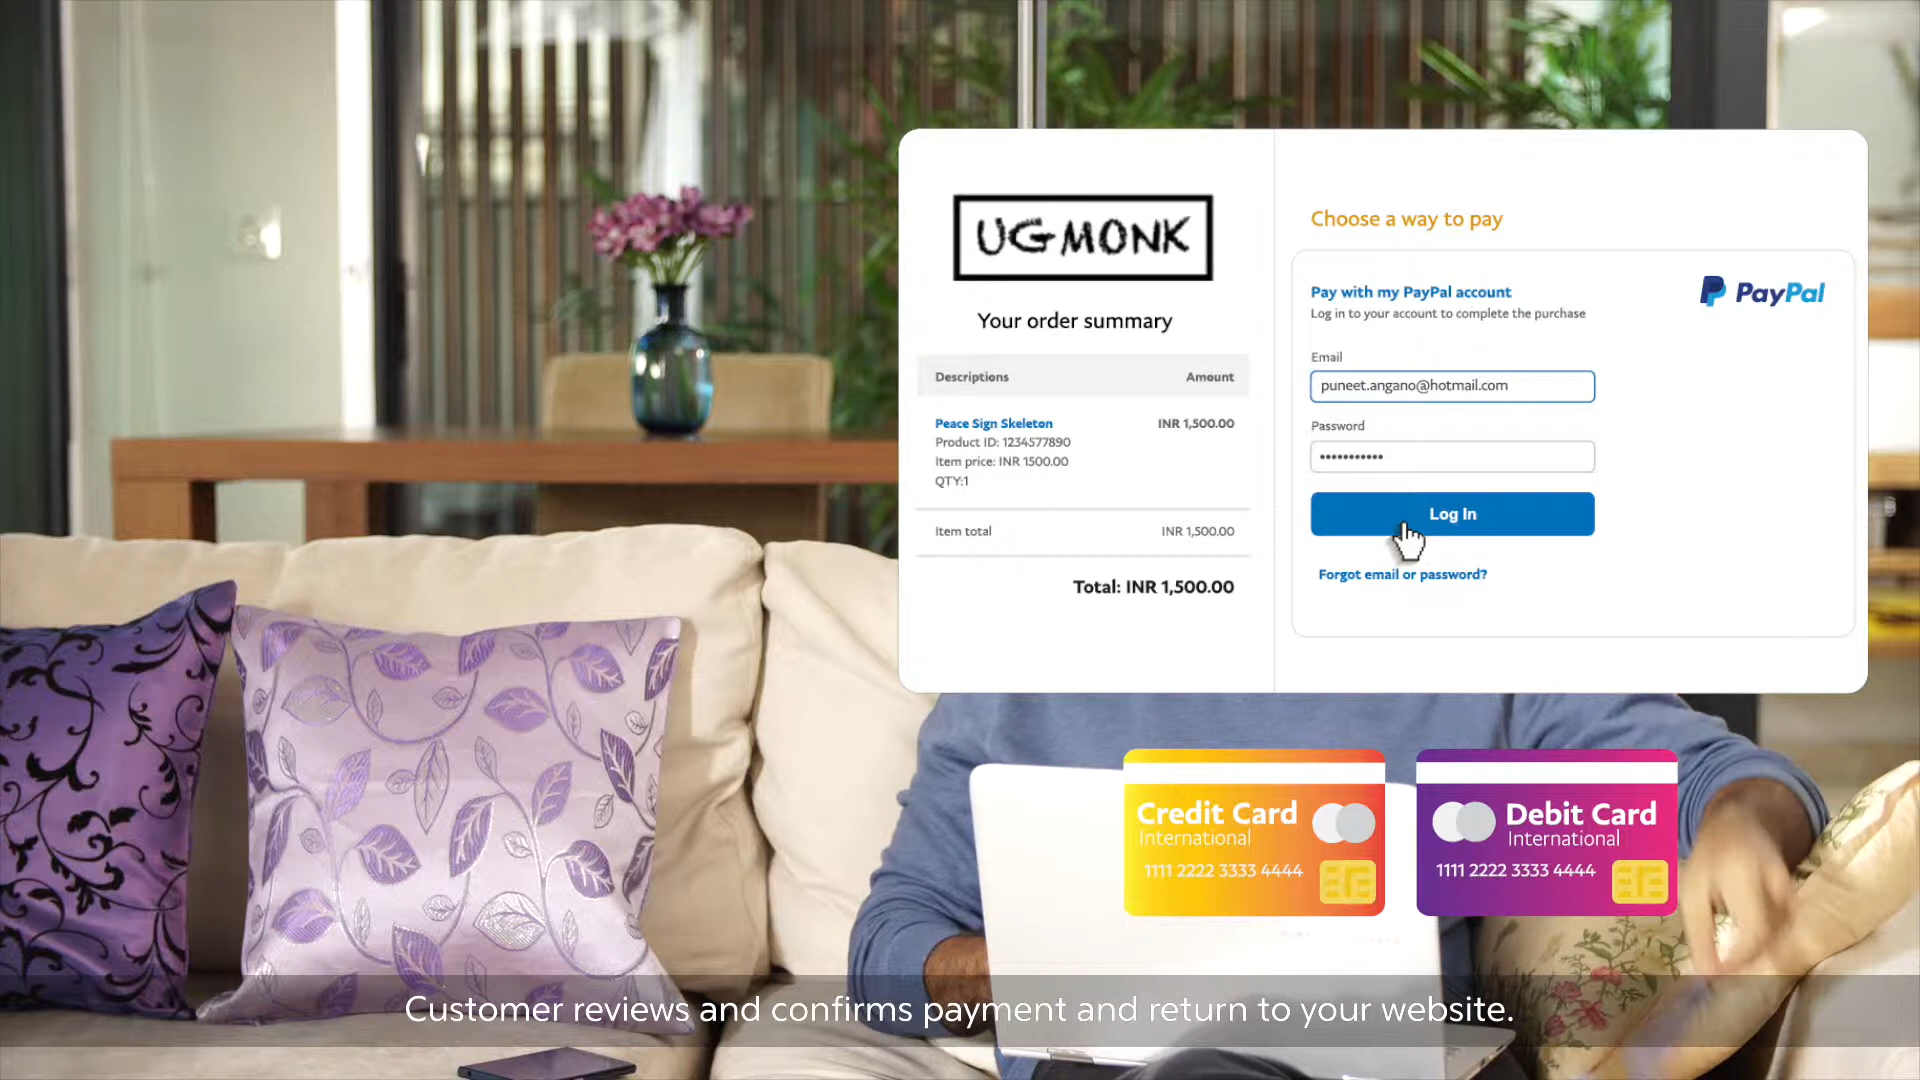 UGMONK
Your order summary
Descriptions Amount
Peace Sign Skeleton INR 1,500.00
Product ID: 1234577890
Item price: INR 1500.00
QTY:1
Item total INR 1,500.00
Total: INR 1,500.00
Choose a way to pay
Pay with my PayPal account
PayPal
Log in to your account to complete the purchase
Email
puneet.angano@hotmail.com
Password
•••••••••••
Log In
Forgot email or password?
Credit Card
International
1111 2222 3333 4444
Debit Card
International
1111 2222 3333 4444
Customer reviews and confirms payment and return to your website.